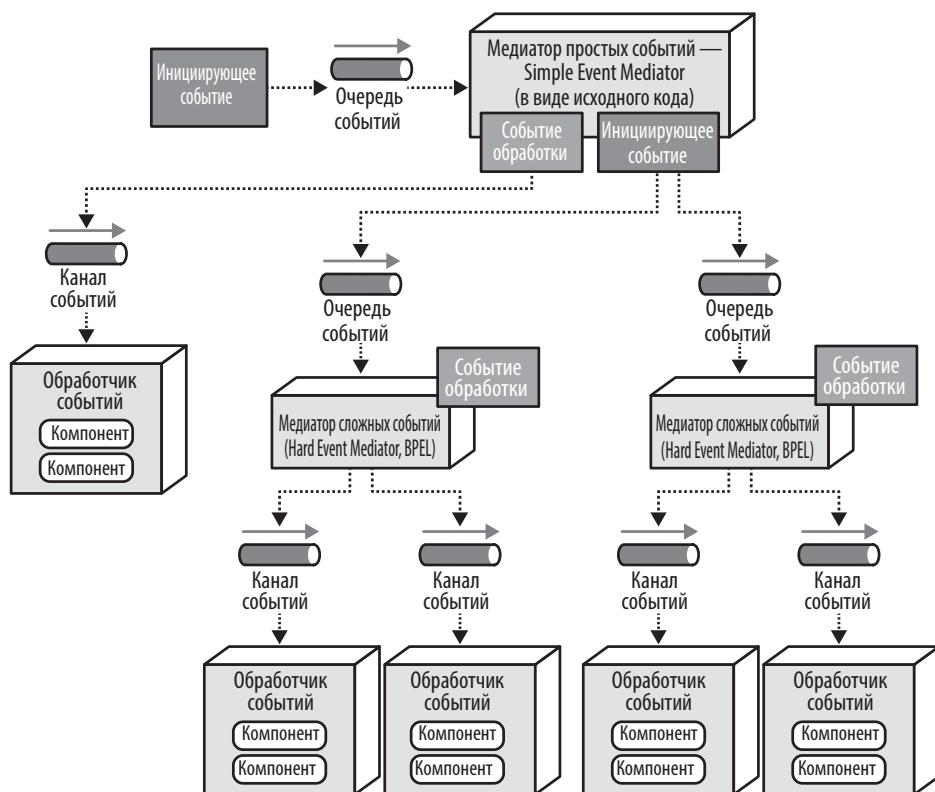 Инициирующее
событие
Очередь
событий
Медиатор простых событий —
Simple Event Mediator
(в виде исходного кода)
Событие
обработки
Инициирующее
событие
Канал
событий
Очередь
событий
Очередь
событий
Обработчик
событий
Компонент
Компонент
Событие
обработки
Медиатор сложных событий
(Hard Event Mediator, BPEL)
Событие
обработки
Медиатор сложных событий
(Hard Event Mediator, BPEL)
Канал
событий
Канал
событий
Канал
событий
Канал
событий
Обработчик
событий
Компонент
Компонент
Обработчик
событий
Компонент
Компонент
Обработчик
событий
Компонент
Компонент
Обработчик
событий
Компонент
Компонент